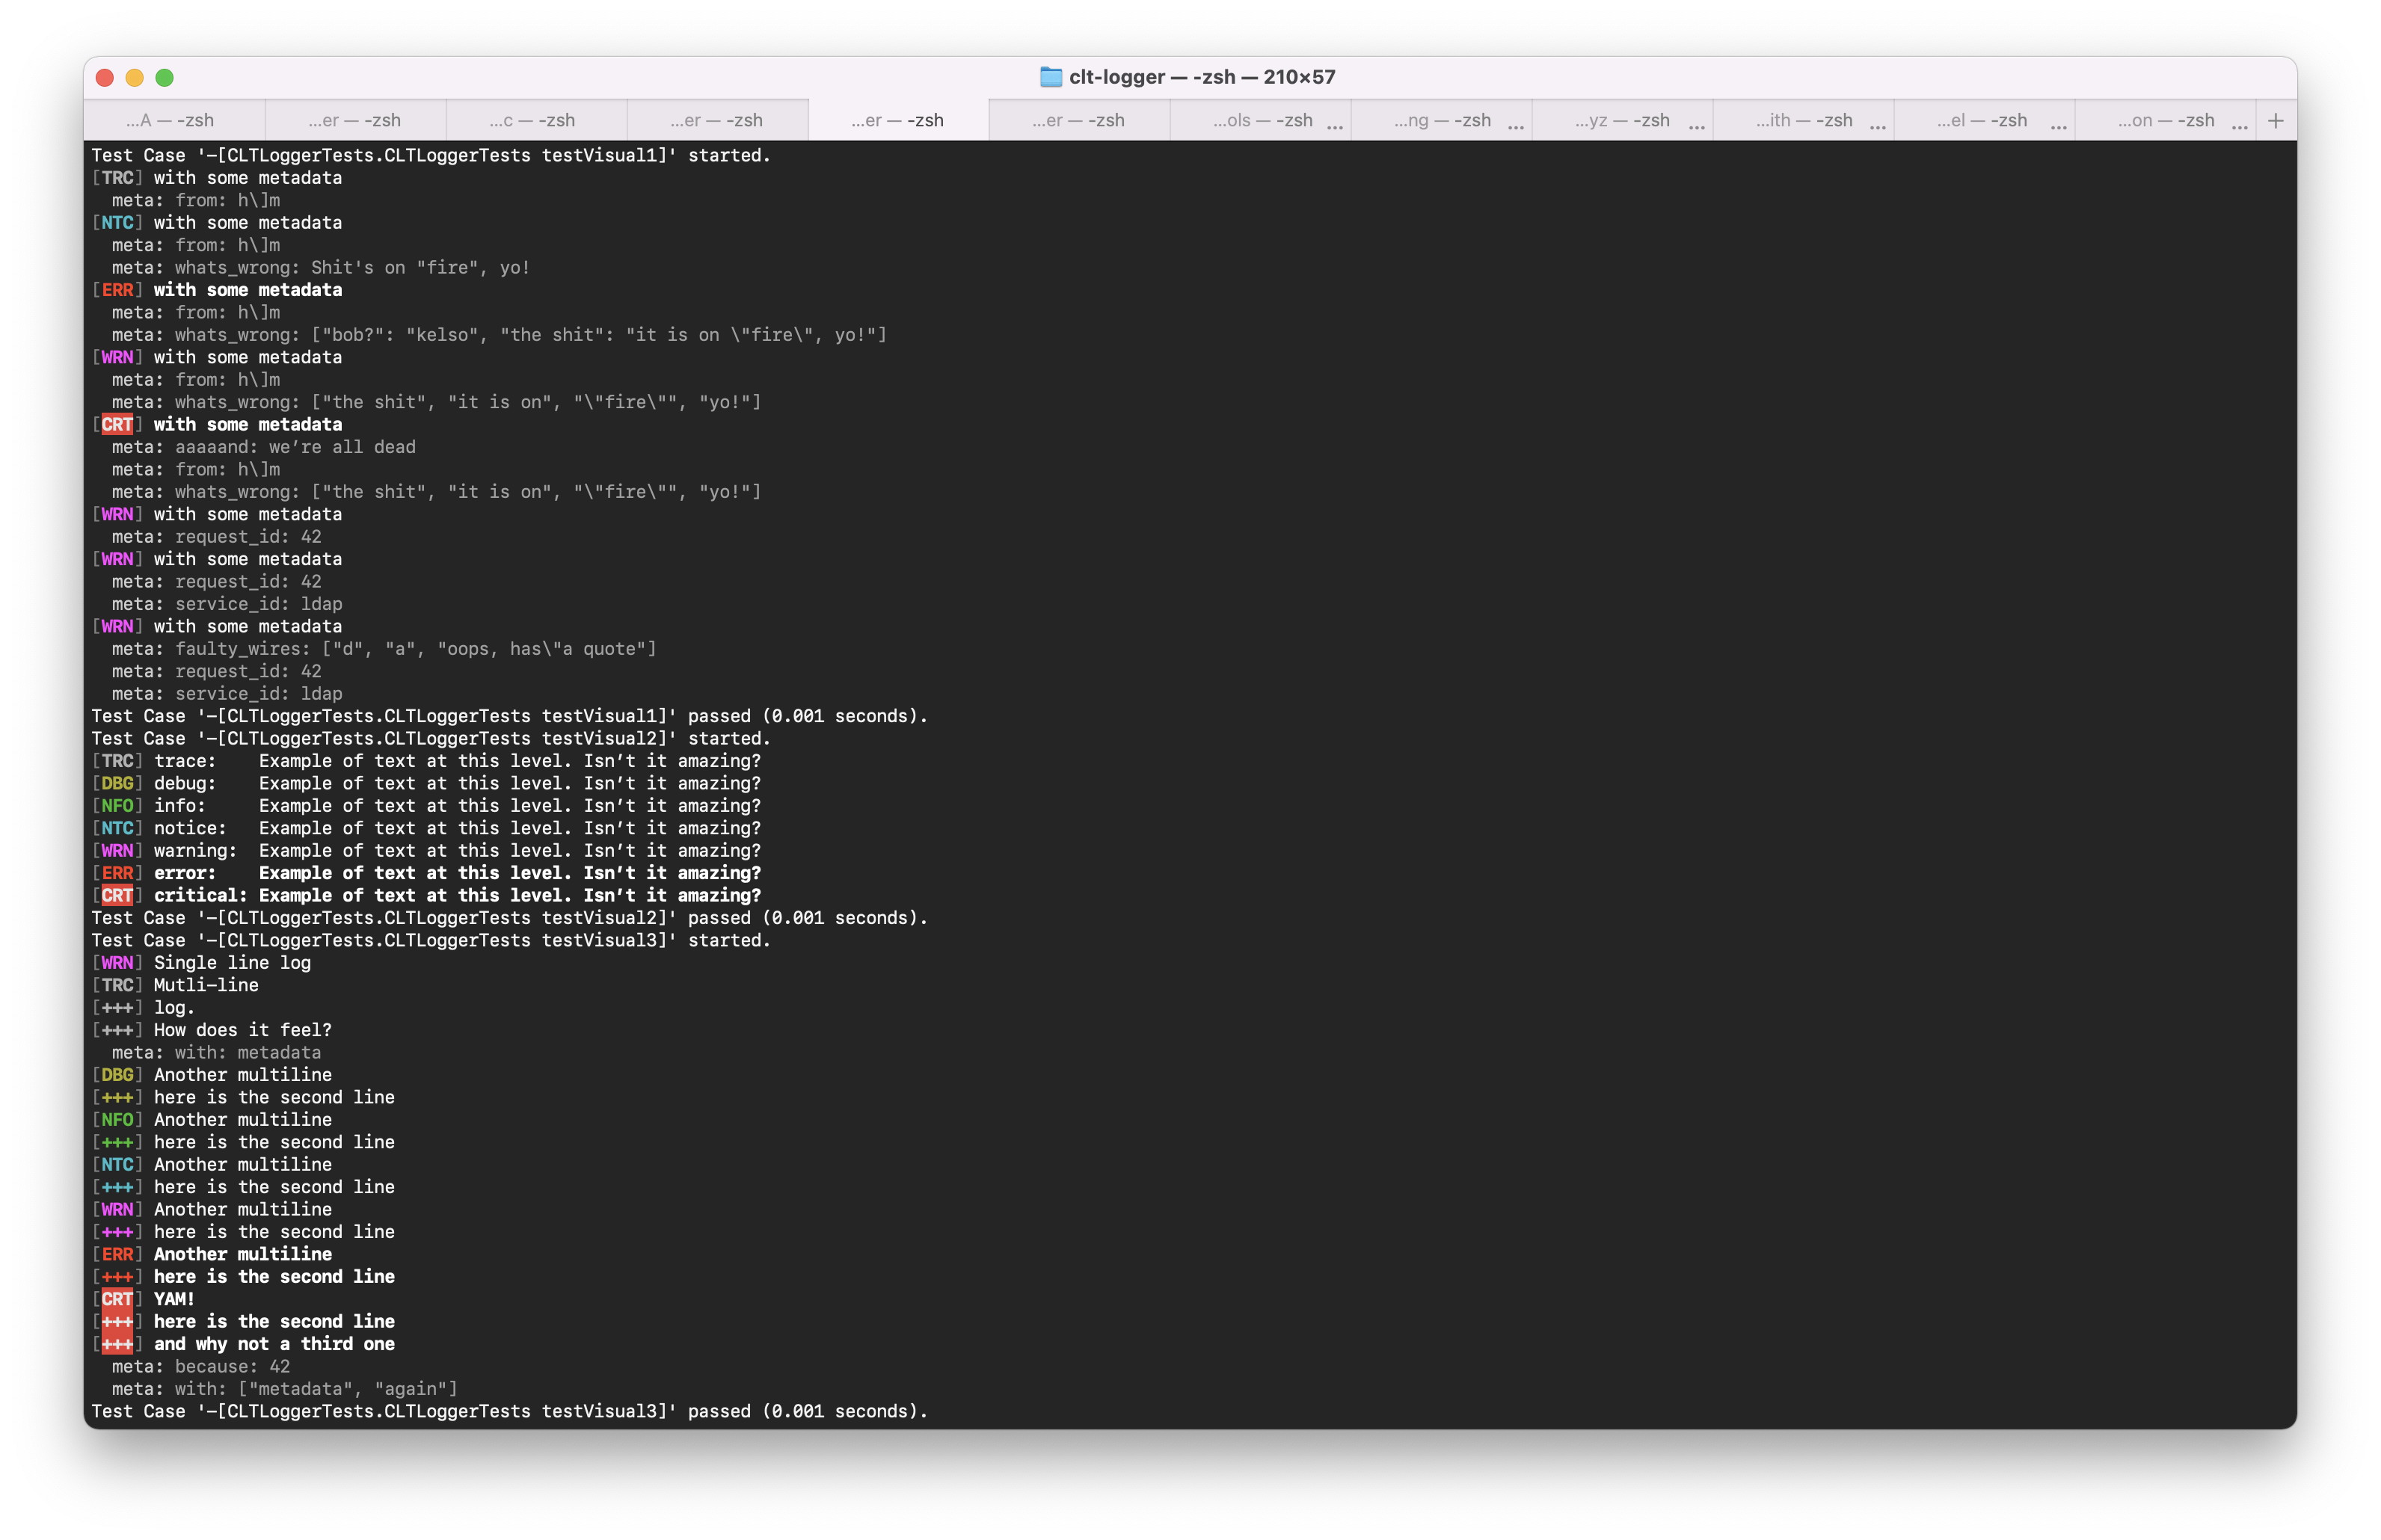 clt-logger — -zsh — 210×57
...A — -zsh ...er — -zsh ...c — -zsh ...er — -zsh ...er — -zsh ...er — -zsh ...ols — -zsh ... ...ng — -zsh ... ...yz — -zsh ... ...ith — -zsh ... ...el — -zsh ... ...on — -zsh ... +
Test Case '-[CLTLoggerTests.CLTLoggerTests testVisual1]' started.
[TRC] with some metadata
  meta: from: h\]m
[NTC] with some metadata
  meta: from: h\]m
  meta: whats_wrong: Shit's on "fire", yo!
[ERR] with some metadata
  meta: from: h\]m
  meta: whats_wrong: ["bob?": "kelso", "the shit": "it is on \"fire\", yo!"]
[WRN] with some metadata
  meta: from: h\]m
  meta: whats_wrong: ["the shit", "it is on", "\"fire\"", "yo!"]
[CRT] with some metadata
  meta: aaaaand: we’re all dead
  meta: from: h\]m
  meta: whats_wrong: ["the shit", "it is on", "\"fire\"", "yo!"]
[WRN] with some metadata
  meta: request_id: 42
[WRN] with some metadata
  meta: request_id: 42
  meta: service_id: ldap
[WRN] with some metadata
  meta: faulty_wires: ["d", "a", "oops, has\"a quote"]
  meta: request_id: 42
  meta: service_id: ldap
Test Case '-[CLTLoggerTests.CLTLoggerTests testVisual1]' passed (0.001 seconds).
Test Case '-[CLTLoggerTests.CLTLoggerTests testVisual2]' started.
[TRC] trace:    Example of text at this level. Isn’t it amazing?
[DBG] debug:    Example of text at this level. Isn’t it amazing?
[NFO] info:     Example of text at this level. Isn’t it amazing?
[NTC] notice:   Example of text at this level. Isn’t it amazing?
[WRN] warning:  Example of text at this level. Isn’t it amazing?
[ERR] error:    Example of text at this level. Isn’t it amazing?
[CRT] critical: Example of text at this level. Isn’t it amazing?
Test Case '-[CLTLoggerTests.CLTLoggerTests testVisual2]' passed (0.001 seconds).
Test Case '-[CLTLoggerTests.CLTLoggerTests testVisual3]' started.
[WRN] Single line log
[TRC] Mutli-line
[+++] log.
[+++] How does it feel?
  meta: with: metadata
[DBG] Another multiline
[+++] here is the second line
[NFO] Another multiline
[+++] here is the second line
[NTC] Another multiline
[+++] here is the second line
[WRN] Another multiline
[+++] here is the second line
[ERR] Another multiline
[+++] here is the second line
[CRT] YAM!
[+++] here is the second line
[+++] and why not a third one
  meta: because: 42
  meta: with: ["metadata", "again"]
Test Case '-[CLTLoggerTests.CLTLoggerTests testVisual3]' passed (0.001 seconds).